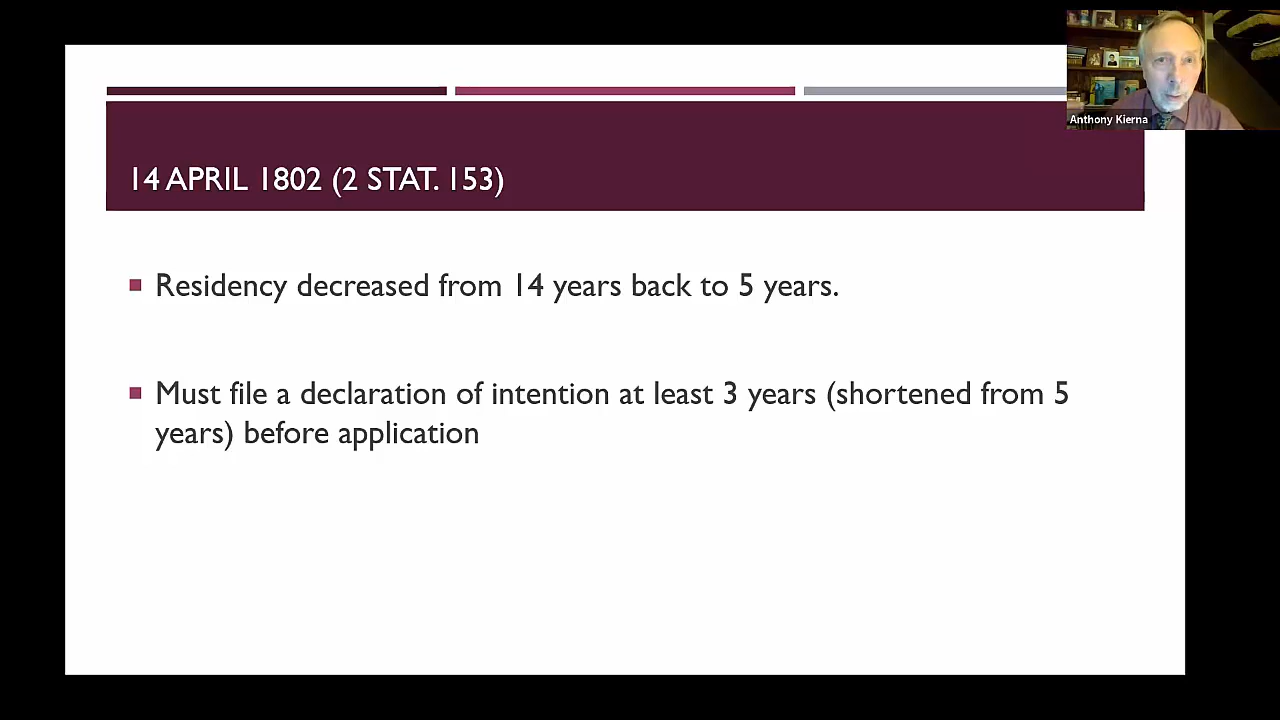 14 APRIL 1802 (2 STAT. 153)
Residency decreased from 14 years back to 5 years.
Must file a declaration of intention at least 3 years (shortened from 5
years) before application
Anthony Kierna